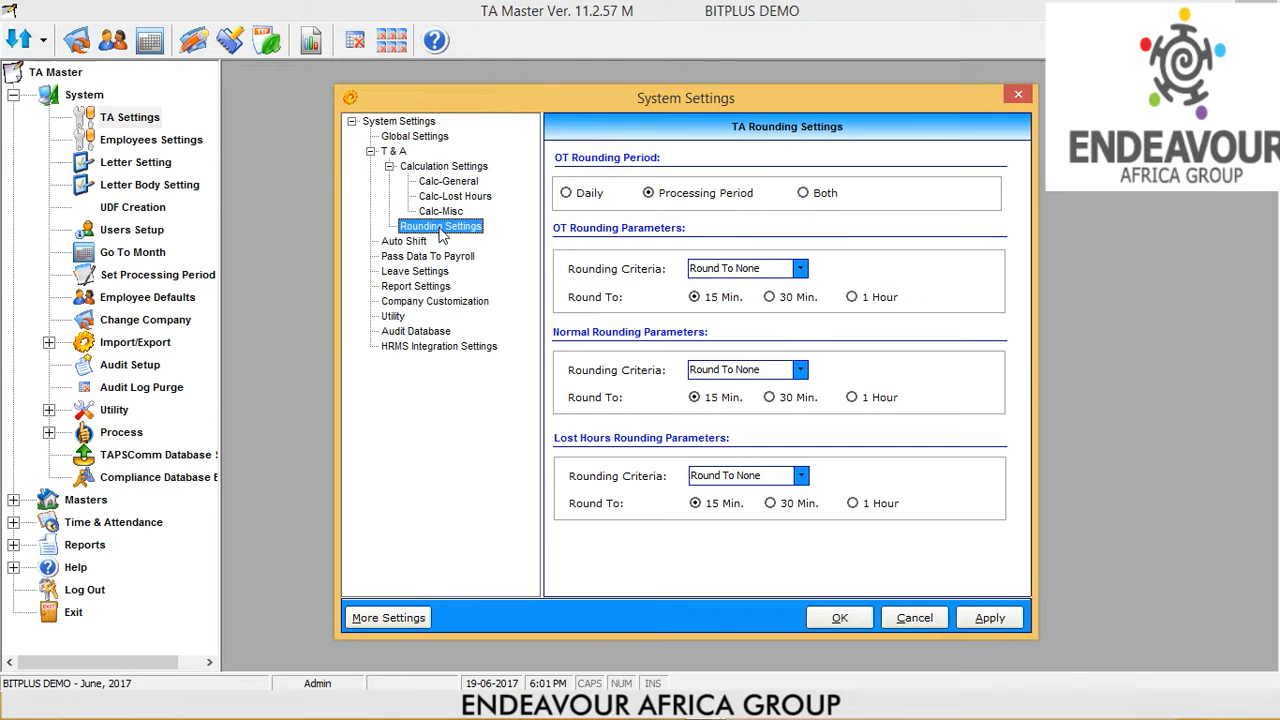 TA Master Ver. 11.2.57 M
BITPLUS DEMO
ENDEAVOUR
AFRICA GROUP
TA Master
System
TA Settings
Employees Settings
Letter Setting
Letter Body Setting
UDF Creation
Users Setup
Go To Month
Set Processing Period
Employee Defaults
Change Company
Import/Export
Audit Setup
Audit Log Purge
Utility
Process
TAPSComm Database S
Compliance Database E
Masters
Time & Attendance
Reports
Help
Log Out
Exit
System Settings
System Settings
Global Settings
T & A
Calculation Settings
Calc-General
Calc-Lost Hours
Calc-Misc
Rounding Settings
Auto Shift
Pass Data To Payroll
Leave Settings
Report Settings
Company Customization
Utility
Audit Database
HRMS Integration Settings
TA Rounding Settings
OT Rounding Period:
Daily Processing Period Both
OT Rounding Parameters:
Rounding Criteria: Round To None
Round To: 15 Min. 30 Min. 1 Hour
Normal Rounding Parameters:
Rounding Criteria: Round To None
Round To: 15 Min. 30 Min. 1 Hour
Lost Hours Rounding Parameters:
Rounding Criteria: Round To None
Round To: 15 Min. 30 Min. 1 Hour
More Settings OK Cancel Apply
BITPLUS DEMO - June, 2017 Admin 19-06-2017 6:01 PM CAPS NUM INS
ENDEAVOUR AFRICA GROUP